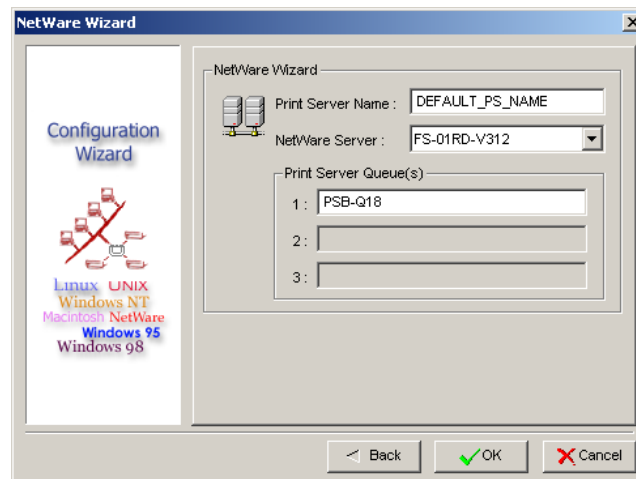 NetWare Wizard
Configuration
Wizard
Linux UNIX
Windows NT
Macintosh NetWare
Windows 95
Windows 98
NetWare Wizard
Print Server Name : DEFAULT_PS_NAME
NetWare Server : FS-01RD-V312
Print Server Queue(s)
1 : PSB-Q18
2 :
3 :
< Back OK Cancel